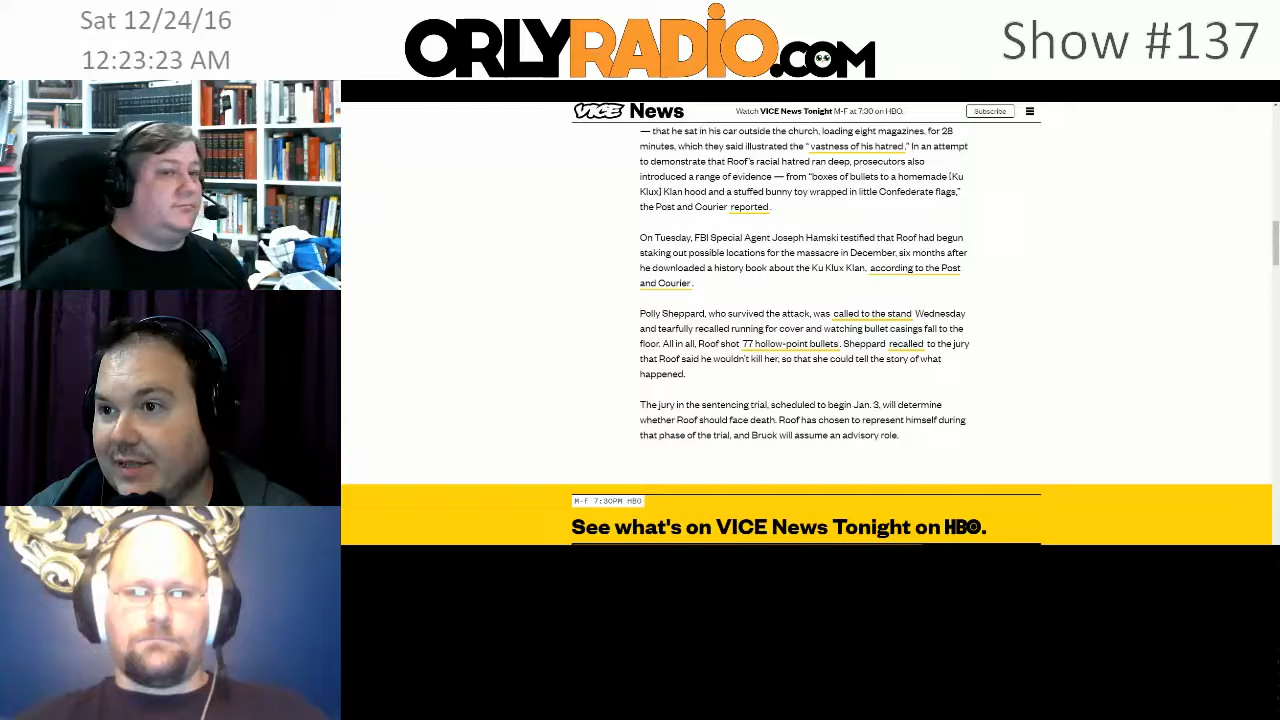 Sat 12/24/16
12:23:23 AM
ORLYRADIO.COM
Show #137
VICE News
Watch VICE News Tonight M-F at 7:30 on HBO.
Subscribe
— that he sat in his car outside the church, loading eight magazines, for 28
minutes, which they said illustrated the “vastness of his hatred.” In an attempt
to demonstrate that Roof's racial hatred ran deep, prosecutors also
introduced a range of evidence — from “boxes of bullets to a homemade [Ku
Klux] Klan hood and a stuffed bunny toy wrapped in little Confederate flags,”
the Post and Courier reported.
On Tuesday, FBI Special Agent Joseph Hamski testified that Roof had begun
staking out possible locations for the massacre in December, six months after
he downloaded a history book about the Ku Klux Klan, according to the Post
and Courier.
Polly Sheppard, who survived the attack, was called to the stand Wednesday
and tearfully recalled running for cover and watching bullet casings fall to the
floor. All in all, Roof shot 77 hollow-point bullets. Sheppard recalled to the jury
that Roof said he wouldn't kill her, so that she could tell the story of what
happened.
The jury in the sentencing trial, scheduled to begin Jan. 3, will determine
whether Roof should face death. Roof has chosen to represent himself during
that phase of the trial, and Bruck will assume an advisory role.
M-F 7:30PM HBO
See what's on VICE News Tonight on HBO.